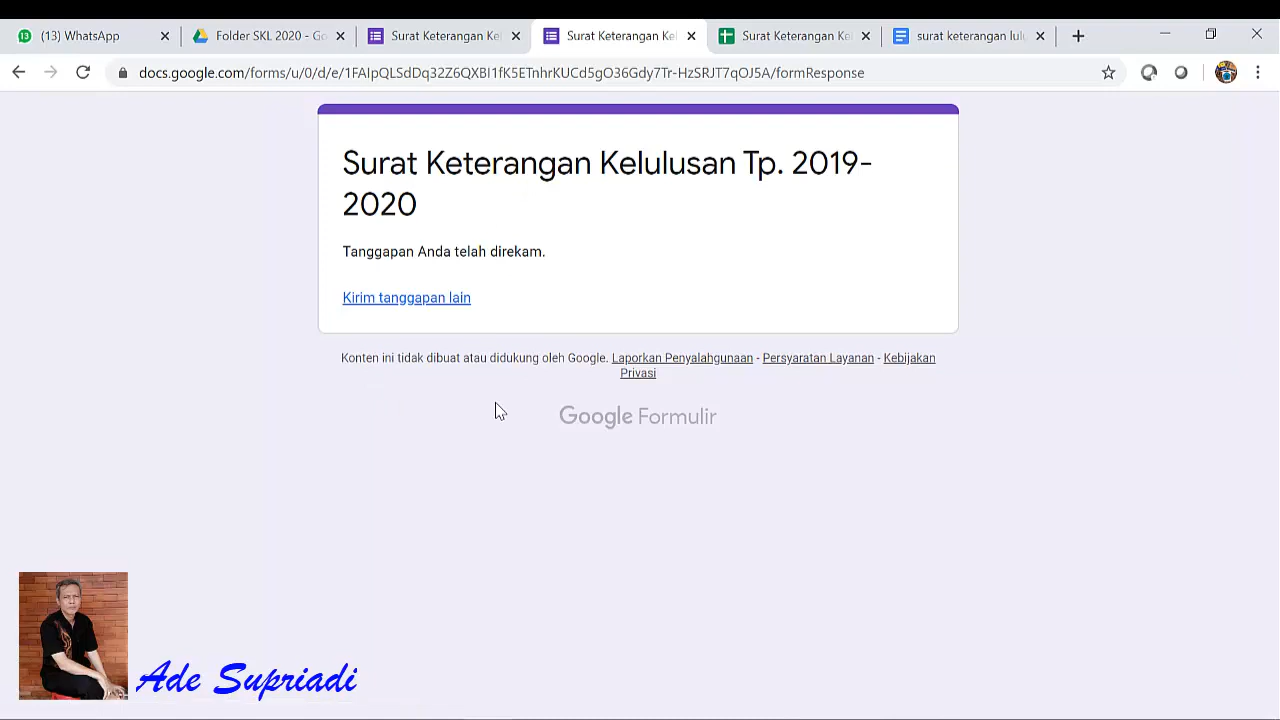 13
(13) WhatsApp
Folder SKL 2020 - Go
Surat Keterangan Ke
Surat Keterangan Kel
Surat Keterangan Ke
surat keterangan lulu
docs.google.com/forms/u/0/d/e/1FAIpQLSdDq32Z6QXBI1fK5ETnhrKUCd5gO36Gdy7Tr-HzSRJT7qOJ5A/formResponse
Surat Keterangan Kelulusan Tp. 2019-
2020
Tanggapan Anda telah direkam.
Kirim tanggapan lain
Konten ini tidak dibuat atau didukung oleh Google. Laporkan Penyalahgunaan - Persyaratan Layanan - Kebijakan
Privasi
Google Formulir
Ade Supriadi